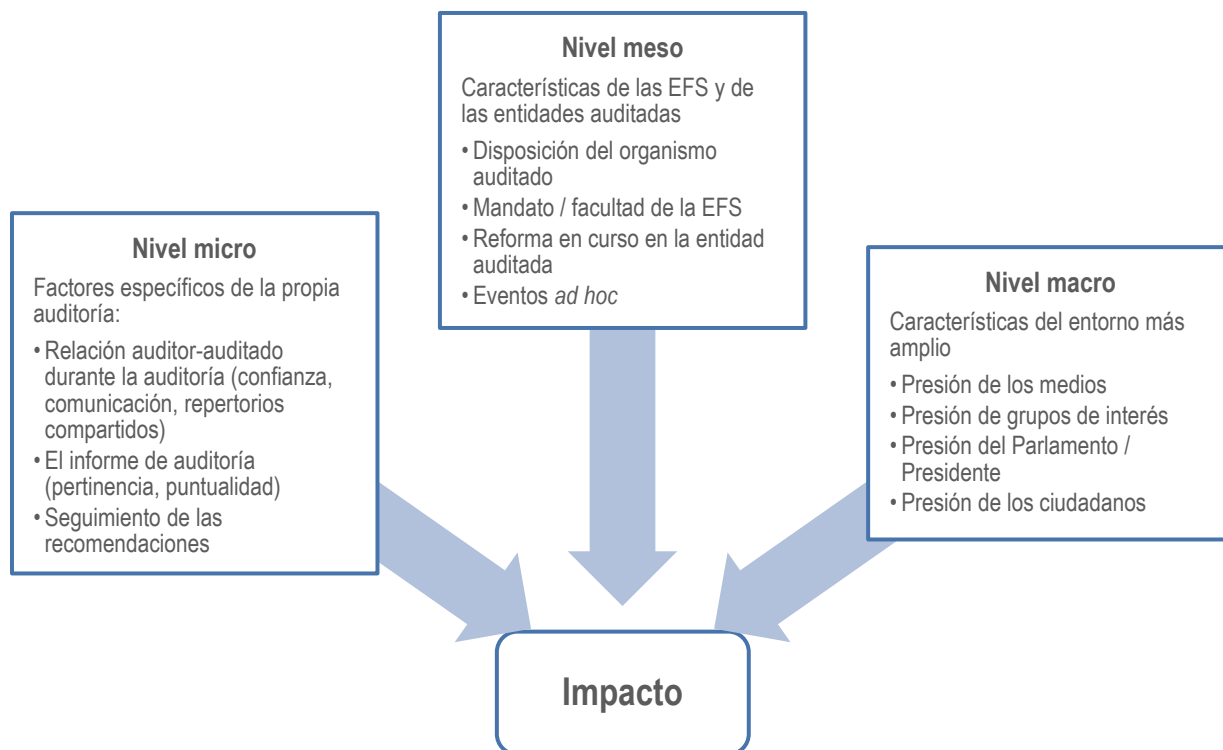 Nivel meso
Características de las EFS y de
las entidades auditadas
• Disposición del organismo
auditado
• Mandato / facultad de la EFS
• Reforma en curso en la entidad
auditada
• Eventos ad hoc
Nivel micro
Factores específicos de la propia
auditoría:
• Relación auditor-auditado
durante la auditoría (confianza,
comunicación, repertorios
compartidos)
• El informe de auditoría
(pertinencia, puntualidad)
• Seguimiento de las
recomendaciones
Nivel macro
Características del entorno más
amplio
• Presión de los medios
• Presión de grupos de interés
• Presión del Parlamento /
Presidente
• Presión de los ciudadanos
Impacto